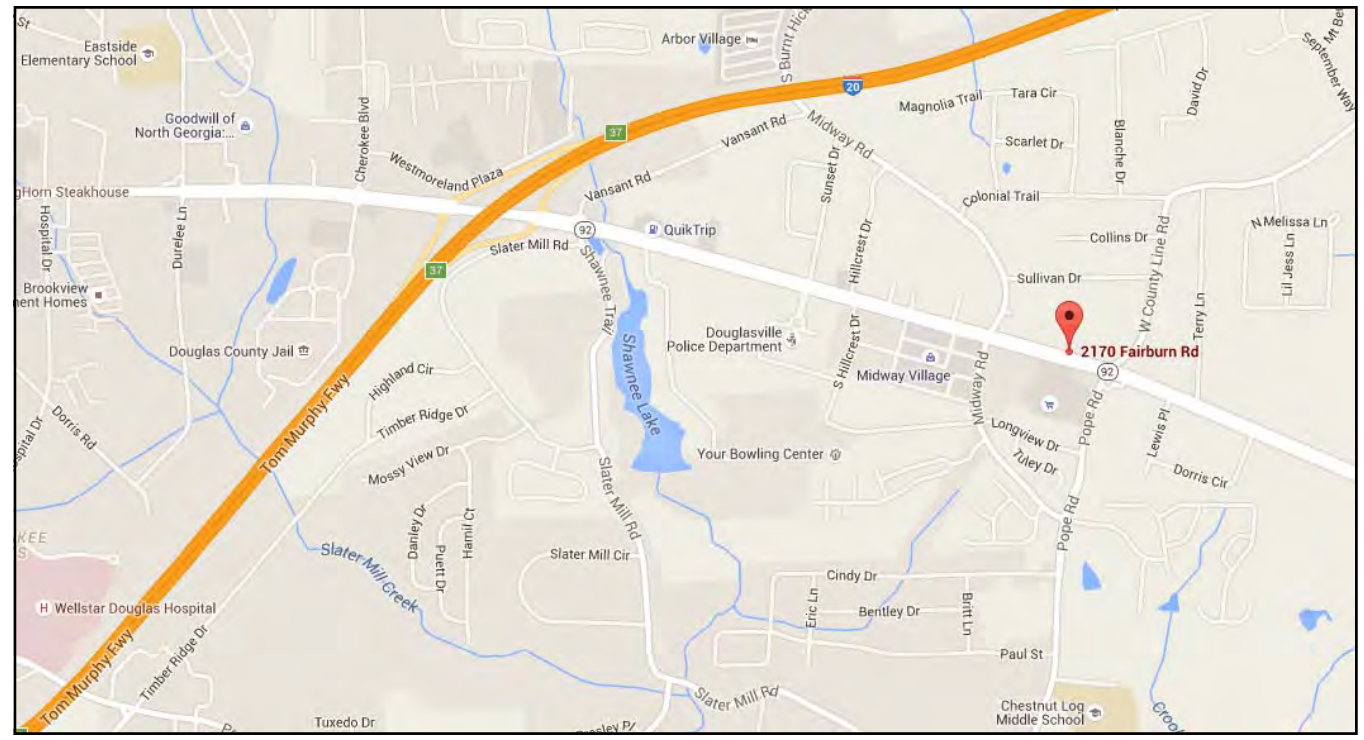 St
Eastside
Elementary School
Arbor Village
S Burnt Hick
Mt Be
September Way
20
Goodwill of
North Georgia:...
Cherokee Blvd
37
Magnolia Trail
Tara Cir
David Dr
Blanche Dr
Vansant Rd
Midway Rd
Scarlet Dr
Westmoreland Plaza
Vansant Rd
Sunset Dr
Colonial Trail
gHorn Steakhouse
Hospital Dr
Durelee Ln
92
QuikTrip
Hillcrest Dr
Collins Dr
W County Line Rd
N Melissa Ln
Lil Jess Ln
Slater Mill Rd
37
Shawnee Trail
Sullivan Dr
Terry Ln
Brookview
ment Homes
Douglas County Jail
Shawnee Lake
Douglasville
Police Department
S Hillcrest Dr
Midway Village
Midway Rd
2170 Fairburn Rd
92
Highland Cir
Tom Murphy Fwy
Timber Ridge Dr
Dorris Rd
ospital Dr
Mossy View Dr
Your Bowling Center
Longview Dr
Tuley Dr
Pope Rd
Lewis Pl
Dorris Cir
Slater Mill Rd
Danley Dr
Puett Dr
Hamil Ct
KEE
S
Slater Mill Creek
Slater Mill Cir
Pope Rd
Cindy Dr
Eric Ln
Bentley Dr
Britt Ln
H Wellstar Douglas Hospital
Timber Ridge Dr
Tom Murphy Fwy
Paul St
Slater Mill Rd
Chestnut Log
Middle School
Crook
Tuxedo Dr